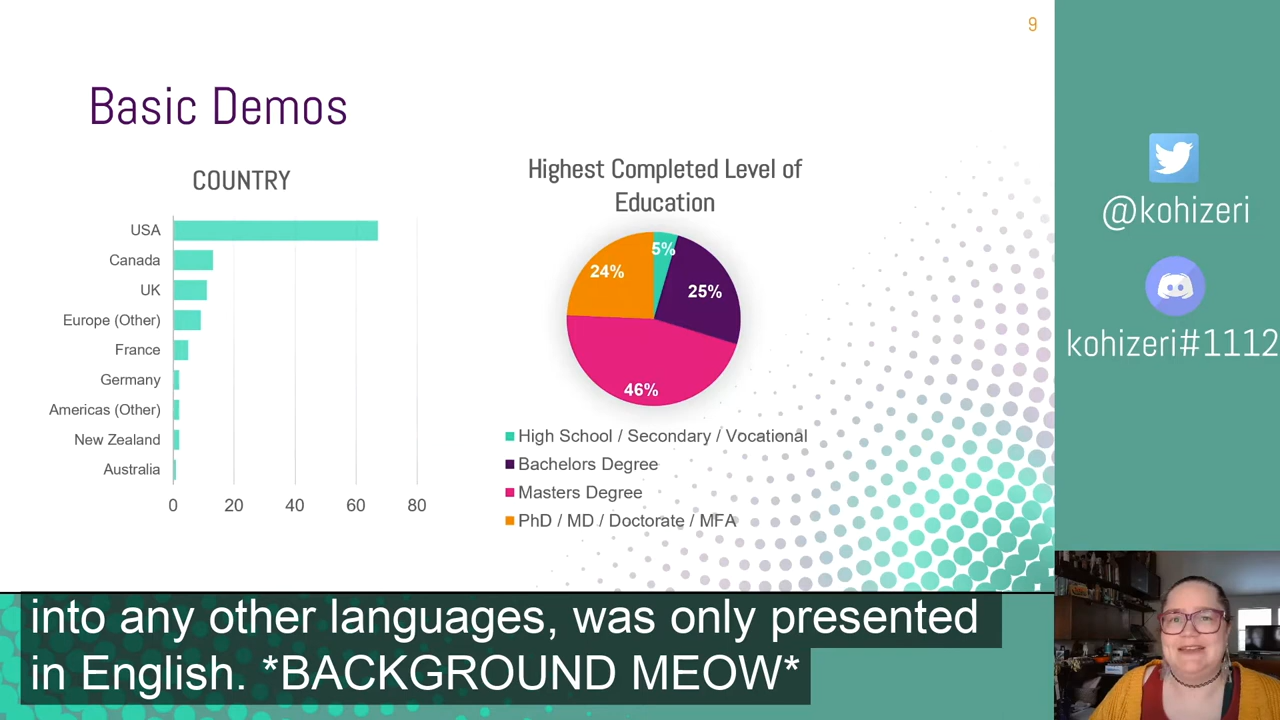 9
Basic Demos
COUNTRY
USA
Canada
UK
Europe (Other)
France
Germany
Americas (Other)
New Zealand
Australia
0 20 40 60 80
Highest Completed Level of
Education
5%
25%
46%
24%
High School / Secondary / Vocational
Bachelors Degree
Masters Degree
PhD / MD / Doctorate / MFA
@kohizeri
kohizeri#1112
into any other languages, was only presented
in English. *BACKGROUND MEOW*